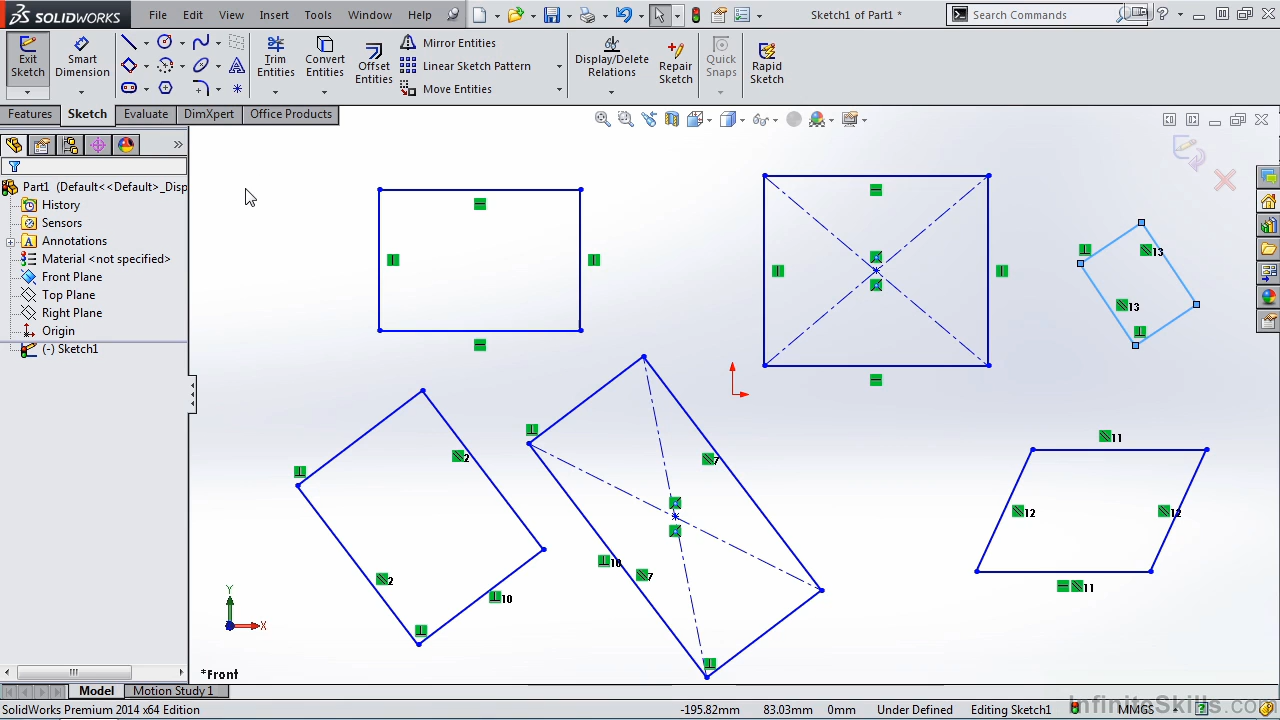 SOLIDWORKS File Edit View Insert Tools Window Help Sketch1 of Part1 * Search Commands
Exit Sketch
Smart Dimension
Trim Entities
Convert Entities
Offset Entities
Mirror Entities
Linear Sketch Pattern
Move Entities
Display/Delete Relations
Repair Sketch
Quick Snaps
Rapid Sketch
Features Sketch Evaluate DimXpert Office Products
Part1 (Default<<Default>_Disp
History
Sensors
Annotations
Material <not specified>
Front Plane
Top Plane
Right Plane
Origin
(-) Sketch1
13
13
11
2
7
12
12
10
7
2
11
10
Y
X
*Front
Model Motion Study 1
SolidWorks Premium 2014 x64 Edition -195.82mm 83.03mm 0mm Under Defined Editing Sketch1 MMGS
InfiniteSkills.com